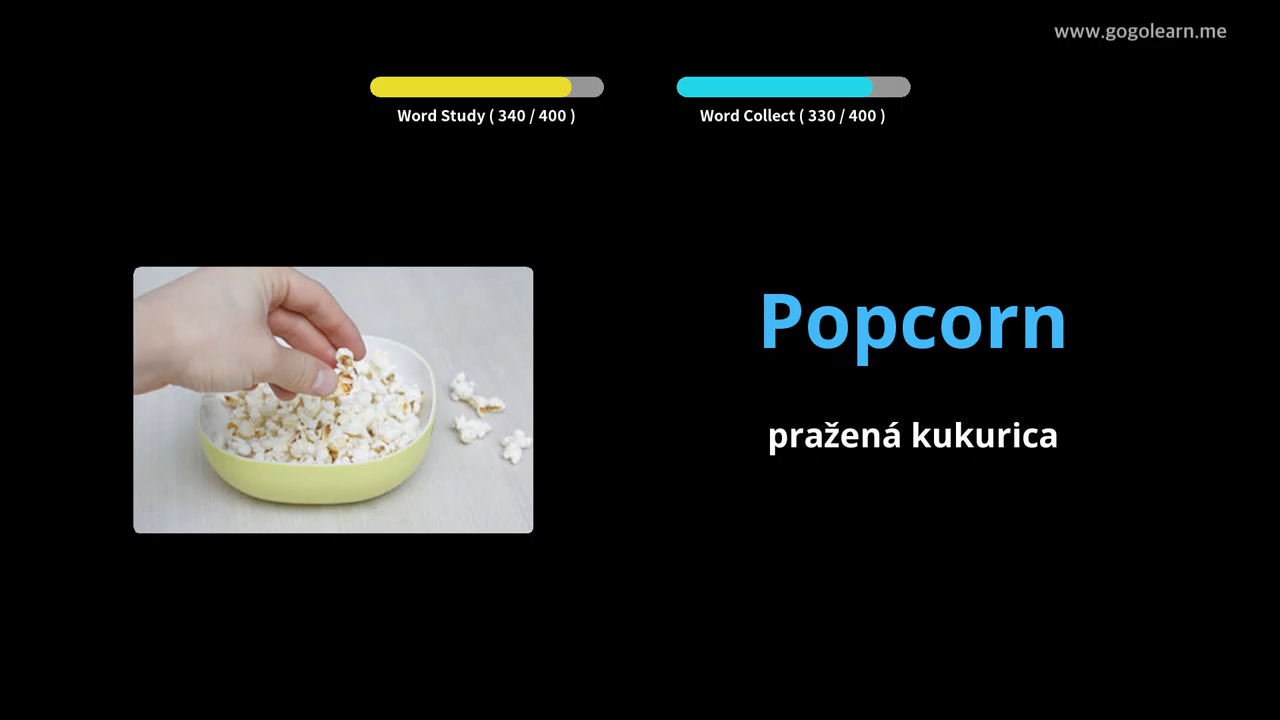 www.gogolearn.me
Word Study ( 340 / 400 )
Word Collect ( 330 / 400 )
Popcorn
pražená kukurica